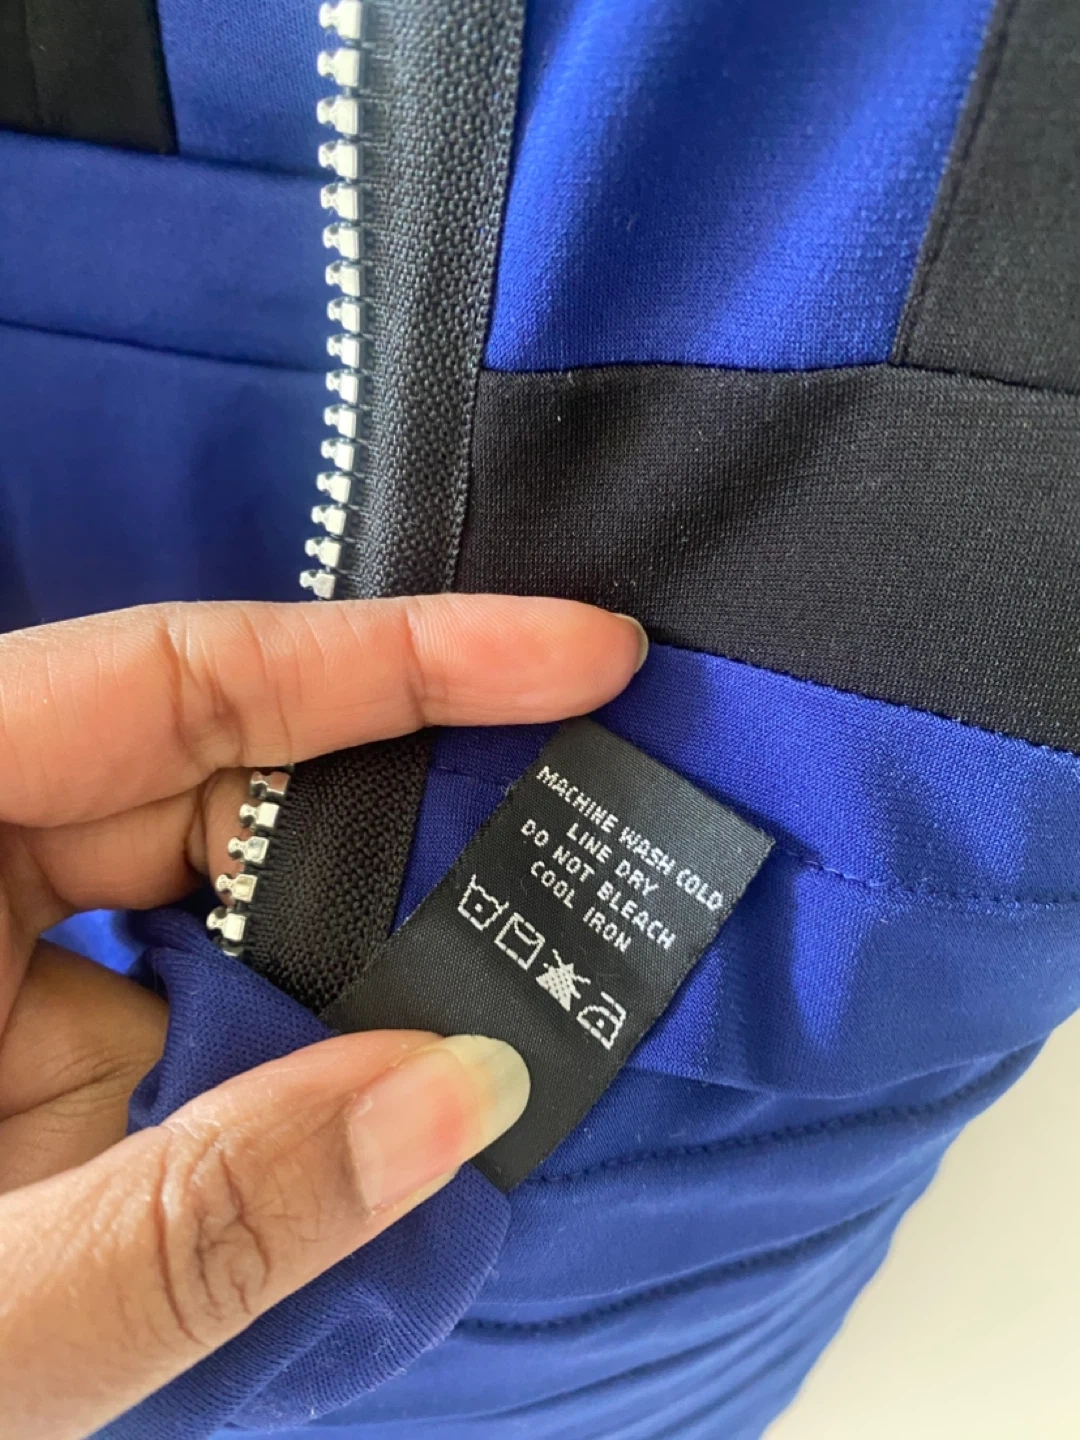 MACHINE WASH COLD
LINE DRY
DO NOT BLEACH
COOL IRON